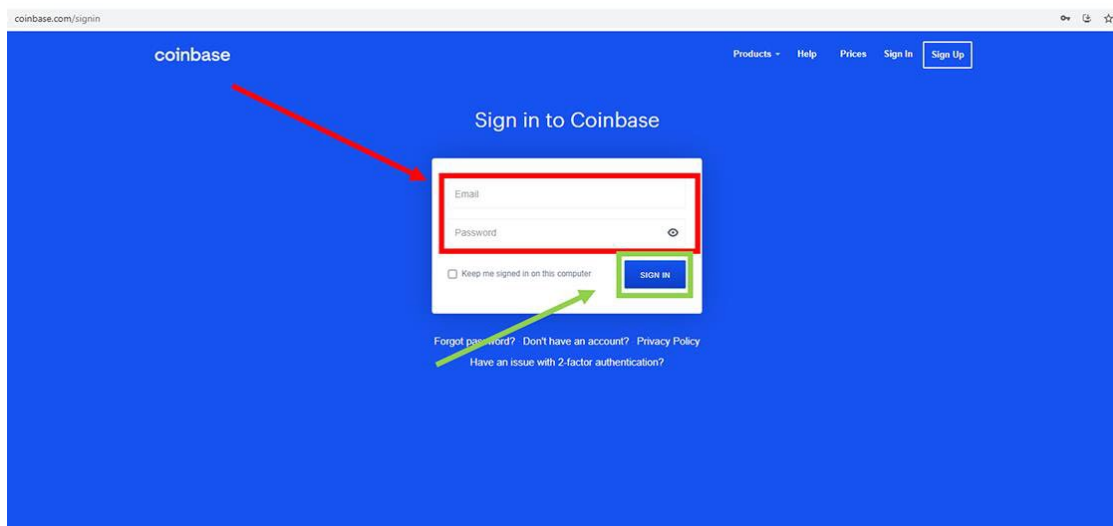 coinbase.com/signin
coinbase Products Help Prices Sign In Sign Up
Sign in to Coinbase
Email
Password
Keep me signed in on this computer SIGN IN
Forgot password? Don't have an account? Privacy Policy
Have an issue with 2-factor authentication?